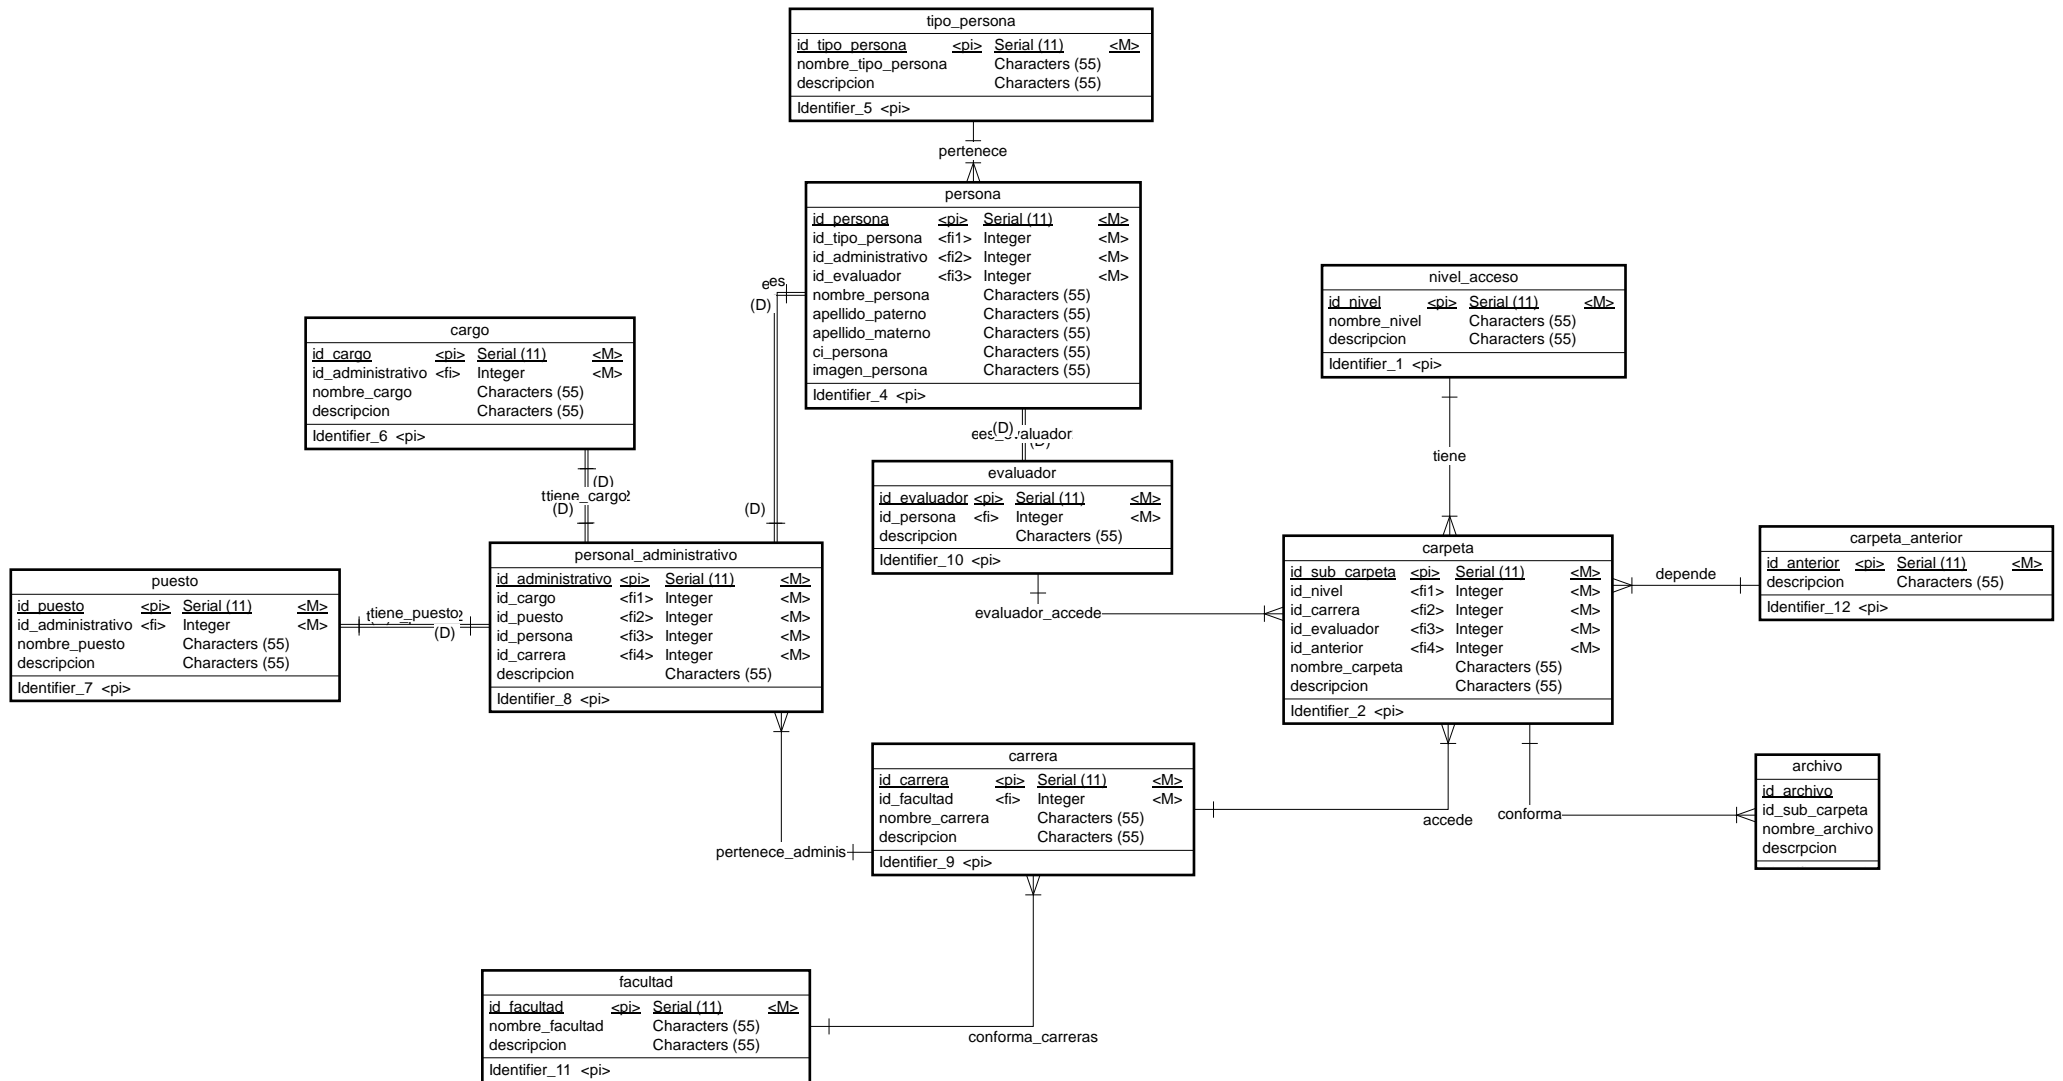 tipo_persona
id_tipo_persona <pi> Serial (11) <M>
nombre_tipo_persona Characters (55)
descripcion Characters (55)
Identifier_5 <pi>
pertenece
persona
id_persona <pi> Serial (11) <M>
id_tipo_persona <fi1> Integer <M>
id_administrativo <fi2> Integer <M>
id_evaluador <fi3> Integer <M>
nombre_persona Characters (55)
apellido_paterno Characters (55)
apellido_materno Characters (55)
ci_persona Characters (55)
imagen_persona Characters (55)
Identifier_4 <pi>
es
(D)
(D)
nivel_acceso
id_nivel <pi> Serial (11) <M>
nombre_nivel Characters (55)
descripcion Characters (55)
Identifier_1 <pi>
tiene
cargo
id_cargo <pi> Serial (11) <M>
id_administrativo <fi> Integer <M>
nombre_cargo Characters (55)
descripcion Characters (55)
Identifier_6 <pi>
(D)
tiene_cargo
(D)
(D)
evaluador
id_evaluador <pi> Serial (11) <M>
id_persona <fi> Integer <M>
descripcion Characters (55)
Identifier_10 <pi>
evaluador_accede
puesto
id_puesto <pi> Serial (11) <M>
id_administrativo <fi> Integer <M>
nombre_puesto Characters (55)
descripcion Characters (55)
Identifier_7 <pi>
tiene_puesto
(D)
personal_administrativo
id_administrativo <pi> Serial (11) <M>
id_cargo <fi1> Integer <M>
id_puesto <fi2> Integer <M>
id_persona <fi3> Integer <M>
id_carrera <fi4> Integer <M>
descripcion Characters (55)
Identifier_8 <pi>
carpeta
id_sub_carpeta <pi> Serial (11) <M>
id_nivel <fi1> Integer <M>
id_carrera <fi2> Integer <M>
id_evaluador <fi3> Integer <M>
id_anterior <fi4> Integer <M>
nombre_carpeta Characters (55)
descripcion Characters (55)
Identifier_2 <pi>
depende
carpeta_anterior
id_anterior <pi> Serial (11) <M>
descripcion Characters (55)
Identifier_12 <pi>
pertenece_adminis
carrera
id_carrera <pi> Serial (11) <M>
id_facultad <fi> Integer <M>
nombre_carrera Characters (55)
descripcion Characters (55)
Identifier_9 <pi>
accede
conforma
archivo
id_archivo
id_sub_carpeta
nombre_archivo
descrpcion
facultad
id_facultad <pi> Serial (11) <M>
nombre_facultad Characters (55)
descripcion Characters (55)
Identifier_11 <pi>
conforma_carreras